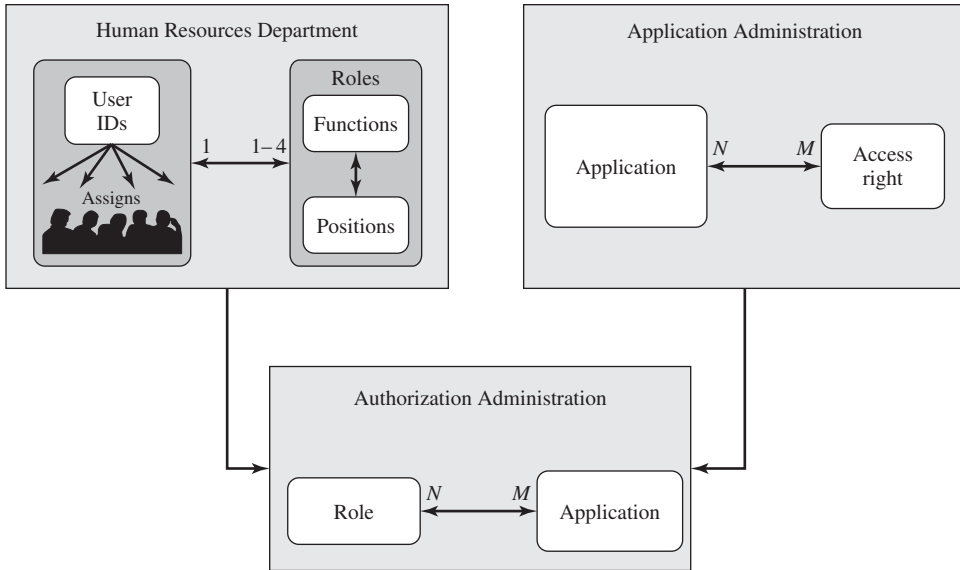 Human Resources Department
User
IDs
Assigns
1
1–4
Roles
Functions
Positions
Application Administration
Application
N
M
Access
right
Authorization Administration
Role
N
M
Application